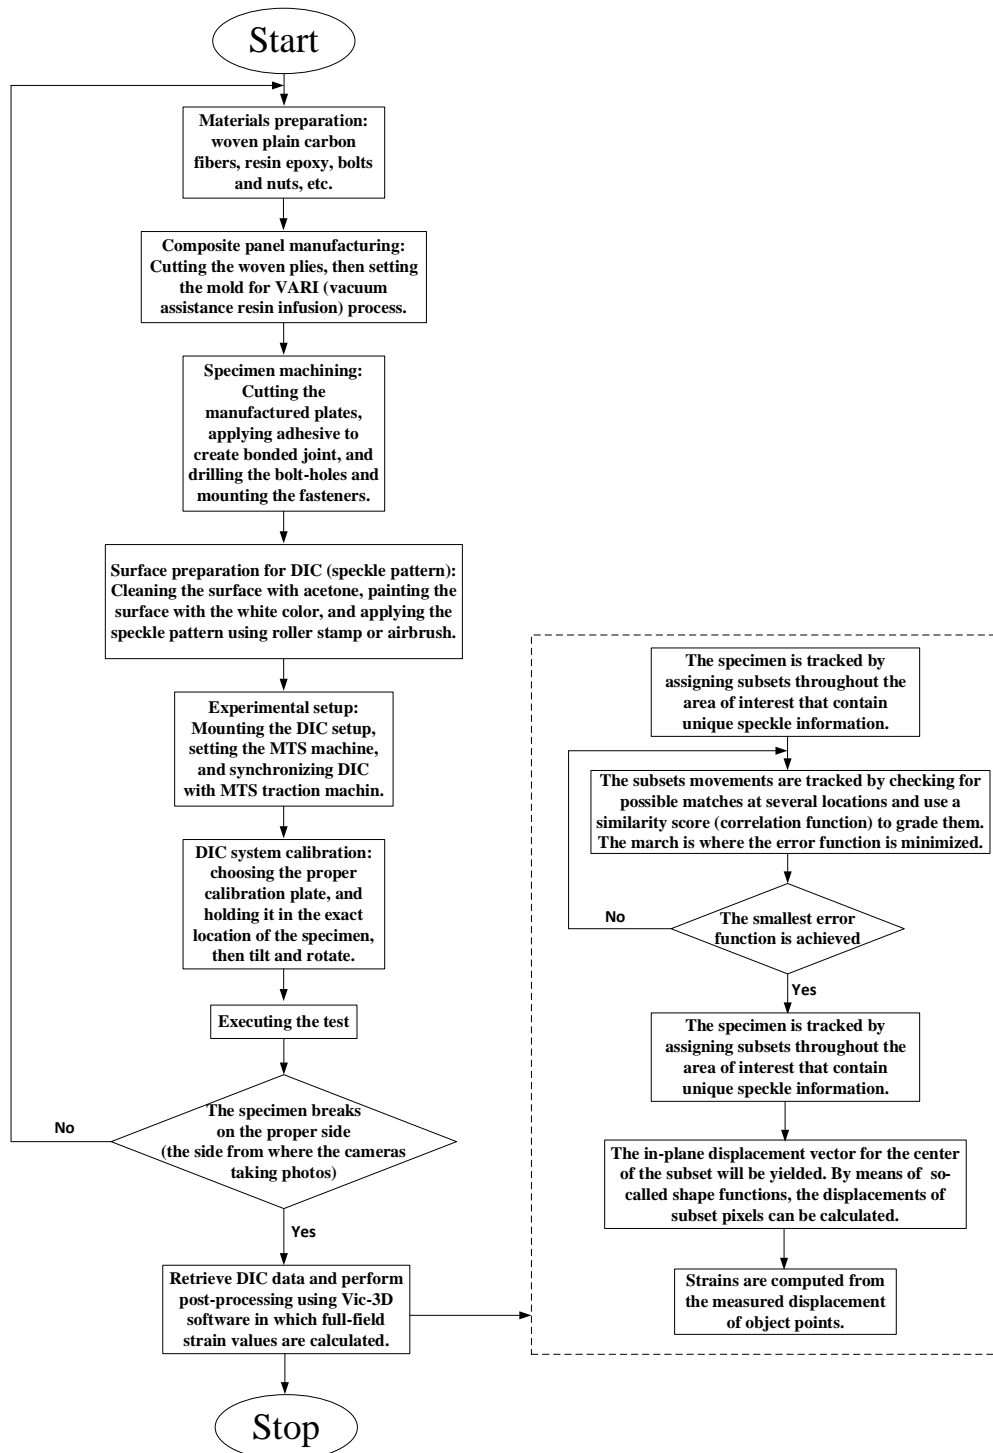 Start
Materials preparation:
woven plain carbon
fibers, resin epoxy, bolts
and nuts, etc.
Composite panel manufacturing:
Cutting the woven plies, then setting
the mold for VARI (vacuum
assistance resin infusion) process.
Specimen machining:
Cutting the
manufactured plates,
applying adhesive to
create bonded joint, and
drilling the bolt-holes and
mounting the fasteners.
Surface preparation for DIC (speckle pattern):
Cleaning the surface with acetone, painting the
surface with the white color, and applying the
speckle pattern using roller stamp or airbrush.
Experimental setup:
Mounting the DIC setup,
setting the MTS machine,
and synchronizing DIC
with MTS traction machin.
DIC system calibration:
choosing the proper
calibration plate, and
holding it in the exact
location of the specimen,
then tilt and rotate.
Executing the test
The specimen breaks
on the proper side
(the side from where the cameras
taking photos)
No
Yes
Retrieve DIC data and perform
post-processing using Vic-3D
software in which full-field
strain values are calculated.
Stop
The specimen is tracked by
assigning subsets throughout the
area of interest that contain
unique speckle information.
The subsets movements are tracked by checking for
possible matches at several locations and use a
similarity score (correlation function) to grade them.
The march is where the error function is minimized.
No
The smallest error
function is achieved
Yes
The specimen is tracked by
assigning subsets throughout the
area of interest that contain
unique speckle information.
The in-plane displacement vector for the center
of the subset will be yielded. By means of so-
called shape functions, the displacements of
subset pixels can be calculated.
Strains are computed from
the measured displacement
of object points.